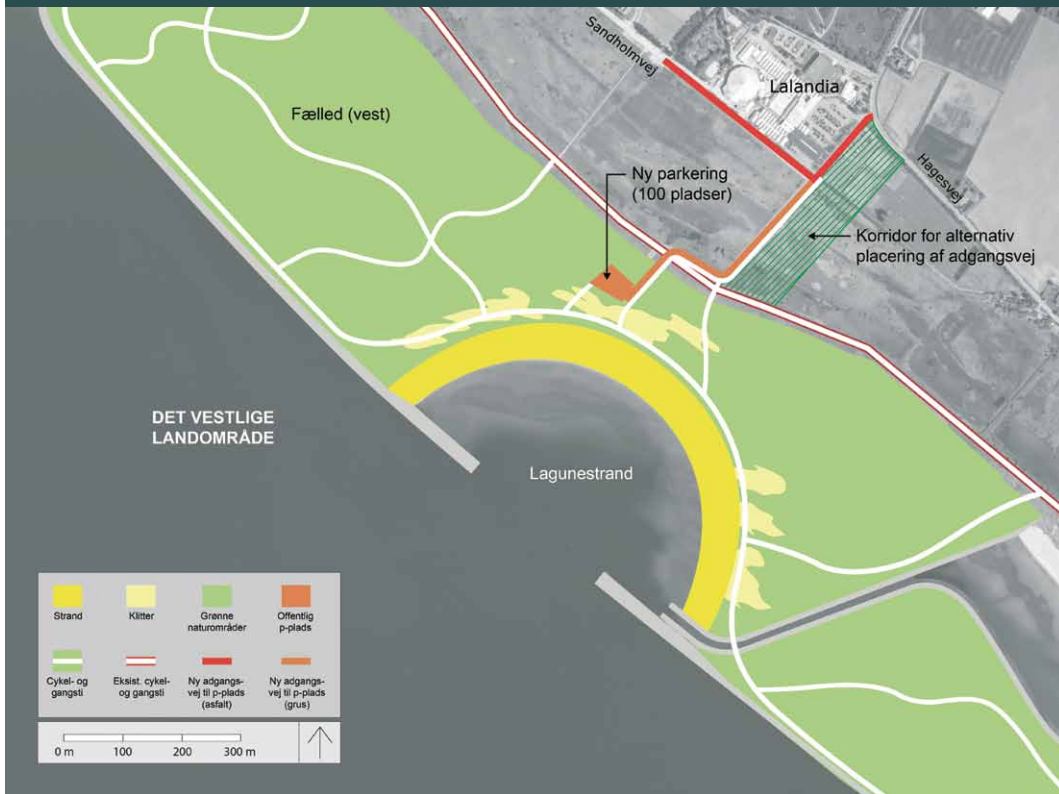 Sandholmvej
Lalandia
Fælled (vest)
Hagesvej
Ny parkering
(100 pladser)
Korridor for alternativ
placering af adgangsvej
DET VESTLIGE
LANDOMRÅDE
Lagunestrand
Strand
Klitter
Grønne
naturområder
Offentlig
p-plads
Cykel- og
gangsti
Eksist. cykel-
og gangsti
Ny adgangs-
vej til p-plads
(asfalt)
Ny adgangs-
vej til p-plads
(grus)
0 m
100
200
300 m